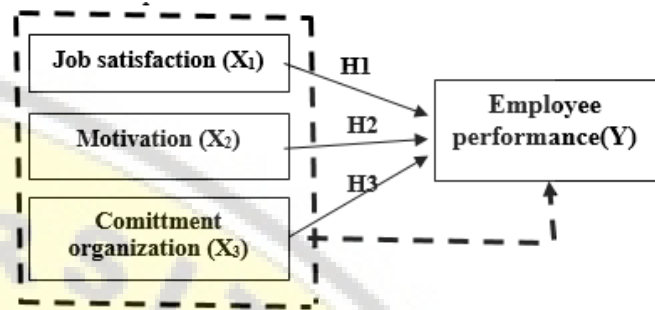 Job satisfaction (X₁)
H1
Motivation (X₂)
H2
Comittment
organization (X₃)
H3
Employee
performance(Y)